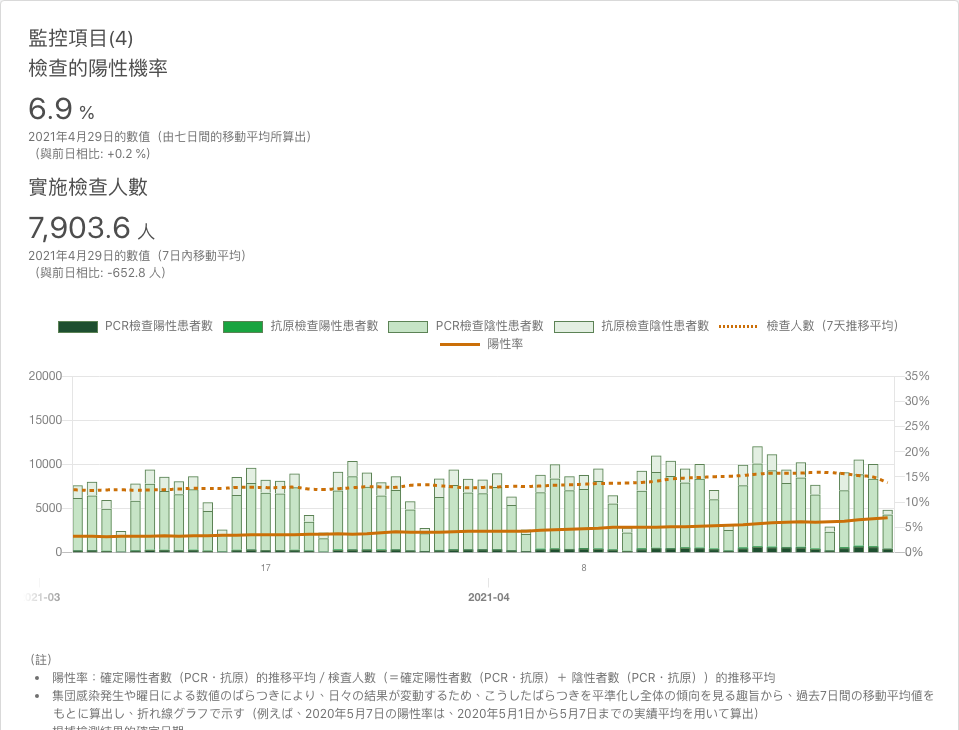 監控項目(4)
檢查的陽性機率
6.9 %
2021年4月29日的數值（由七日間的移動平均所算出）
（與前日相比: +0.2 %)
實施檢查人數
7,903.6 人
2021年4月29日的數值（7日內移動平均）
（與前日相比: -652.8 人）
PCR檢查陽性患者數 抗原檢查陽性患者數 PCR檢查陰性患者數 抗原檢查陰性患者數 檢查人數（7天推移平均）
陽性率
20000 35%
30%
15000 25%
20%
10000 15%
10%
5000 5%
0 0%
17 8
021-03 2021-04
（註）
• 陽性率：確定陽性者數（PCR・抗原）的推移平均 / 検査人數（＝確定陽性者數（PCR・抗原）＋ 陰性者數（PCR・抗原））的推移平均
• 集団感染発生や曜日による数値のばらつきにより、日々の結果が変動するため、こうしたばらつきを平準化し全体の傾向を見る趣旨から、過去7日間の移動平均値を
もとに算出し、折れ線グラフで示す（例えば、2020年5月7日の陽性率は、2020年5月1日から5月7日までの実績平均を用いて算出）